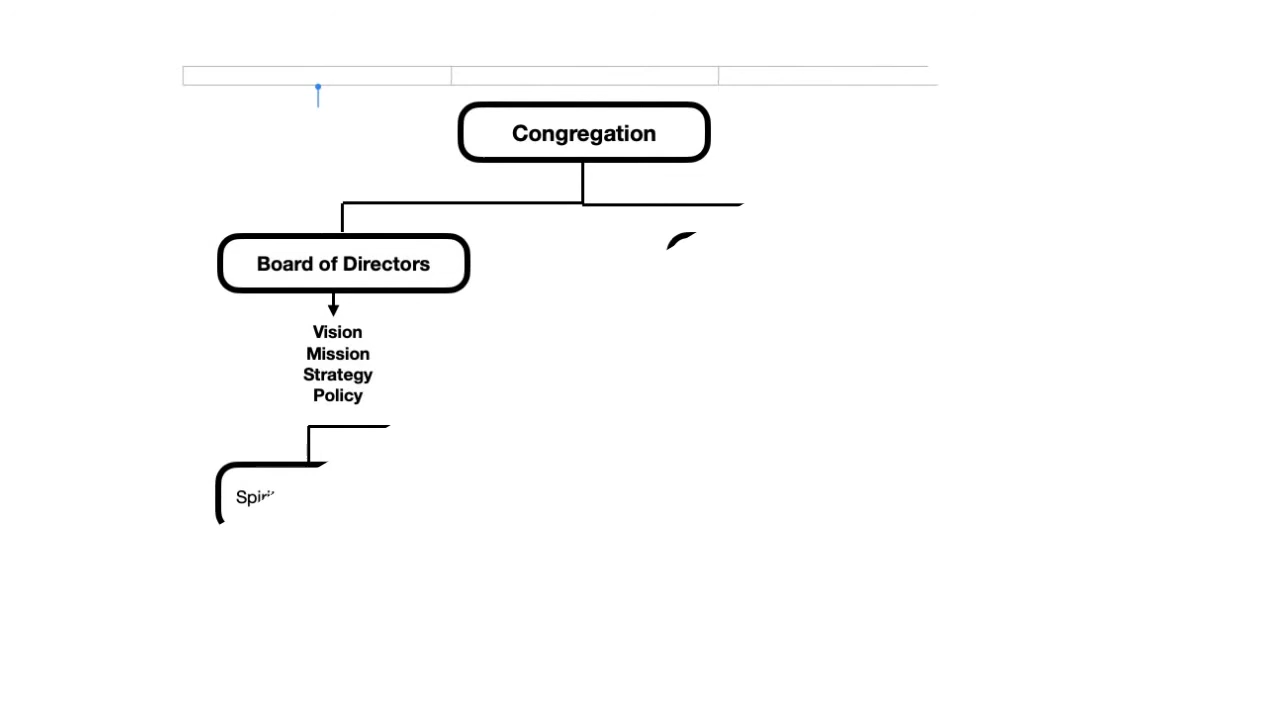 Congregation
Board of Directors
Vision
Mission
Strategy
Policy